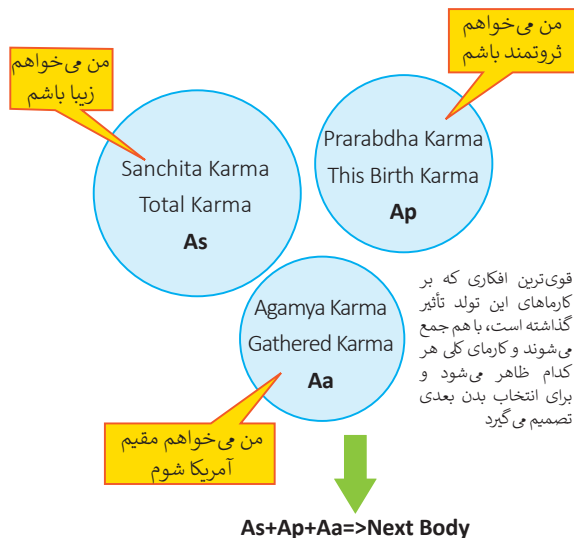 من می‌خواهم
ثروتمند باشم
من می‌خواهم
زیبا باشم
Prarabdha Karma
This Birth Karma
Ap
Sanchita Karma
Total Karma
As
قوی‌ترین افکاری که بر
کارماهای این تولد تأثیر
گذاشته است، با هم جمع
می‌شوند و کارمای کلی هر
کدام ظاهر می‌شود و
برای انتخاب بدن بعدی
تصمیم می‌گیرد
Agamya Karma
Gathered Karma
Aa
من می‌خواهم مقیم
آمریکا شوم
As+Ap+Aa=>Next Body